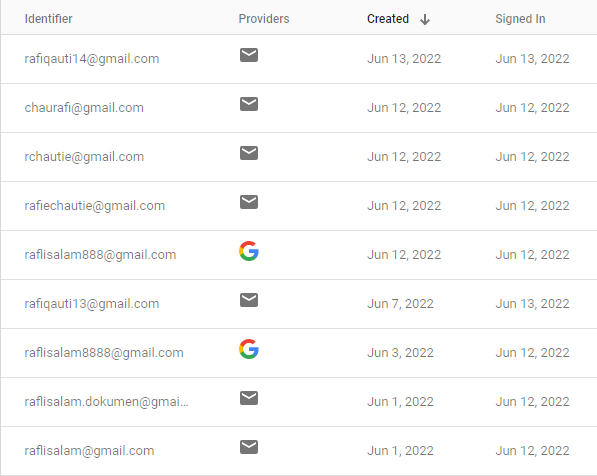 Identifier Providers Created Signed In
rafiqauti14@gmail.com Jun 13, 2022 Jun 13, 2022
chaurafi@gmail.com Jun 12, 2022 Jun 12, 2022
rchautie@gmail.com Jun 12, 2022 Jun 12, 2022
rafiechautie@gmail.com Jun 12, 2022 Jun 12, 2022
raflisalam888@gmail.com Jun 12, 2022 Jun 12, 2022
rafiqauti13@gmail.com Jun 7, 2022 Jun 13, 2022
raflisalam8888@gmail.com Jun 3, 2022 Jun 12, 2022
raflisalam.dokumen@gmai... Jun 1, 2022 Jun 12, 2022
raflisalam@gmail.com Jun 1, 2022 Jun 12, 2022